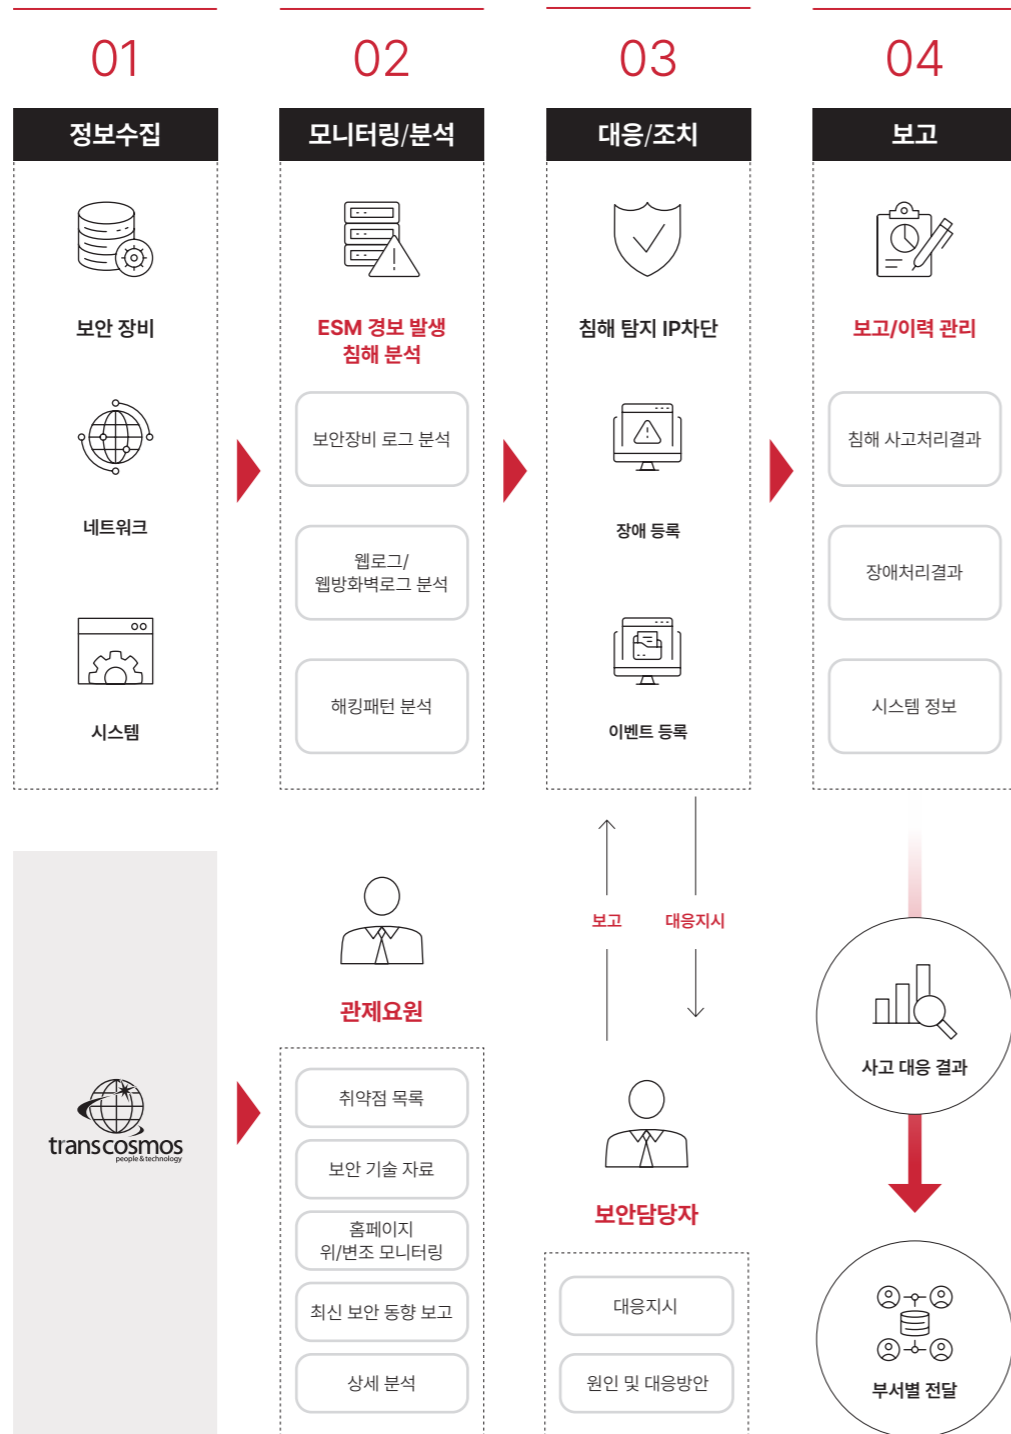 01
정보수집
보안 장비
네트워크
시스템
02
모니터링/분석
ESM 경보 발생
침해 분석
보안장비 로그 분석
웹로그/
웹방화벽로그 분석
해킹패턴 분석
03
대응/조치
침해 탐지 IP차단
장애 등록
이벤트 등록
04
보고
보고/이력 관리
침해 사고처리결과
장애처리결과
시스템 정보
transcosmos
people & technology
관제요원
취약점 목록
보안 기술 자료
홈페이지
위/변조 모니터링
최신 보안 동향 보고
상세 분석
보고
대응지시
보안담당자
대응지시
원인 및 대응방안
사고 대응 결과
부서별 전달